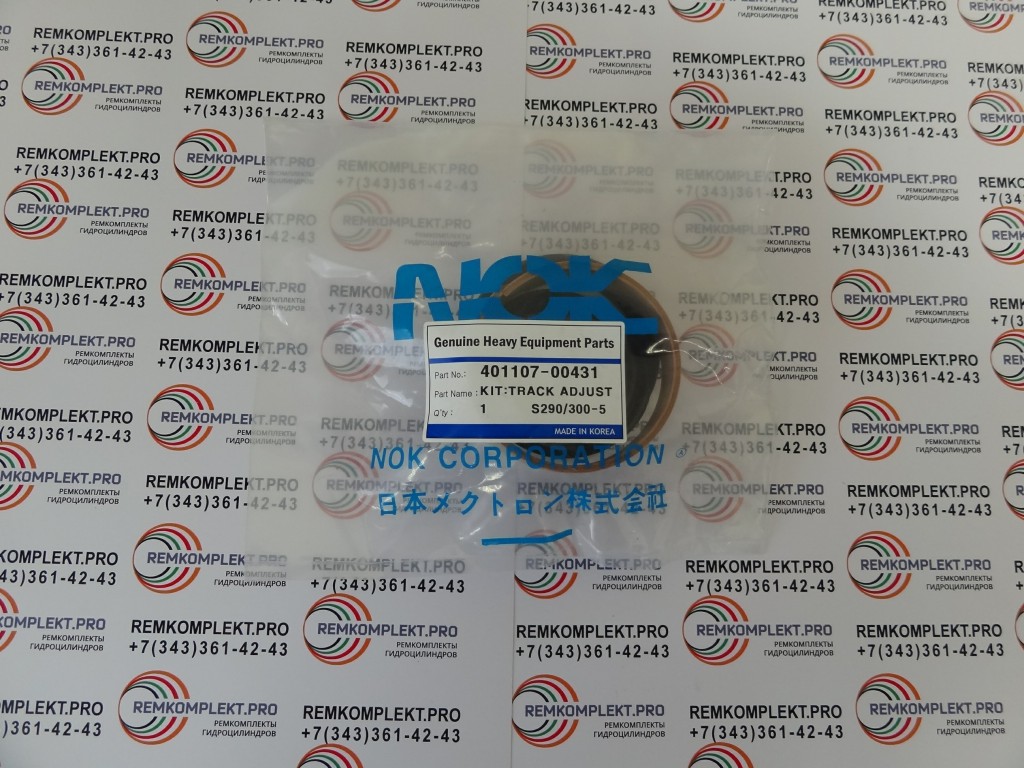 REMKOMPLEKT.PRO
+7(343)361-42-43
REMKOMPLEKT.PRO
РЕМКОМПЛЕКТЫ
ГИДРОЦИЛИНДРОВ
NOK
Genuine Heavy Equipment Parts
Part No.: 401107-00431
Part Name : KIT:TRACK ADJUST
Q'ty : 1 S290/300-5
MADE IN KOREA
NOK CORPORATION
日本メクトロン株式会社